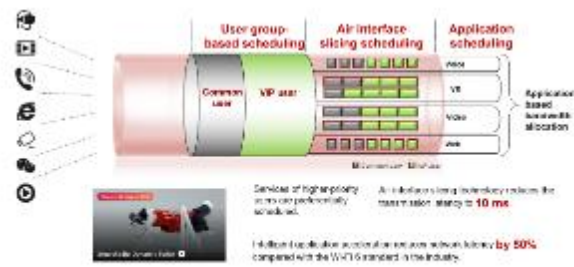 User group-
based scheduling
Air interface
slicing scheduling
Application
scheduling
Common
user
VIP user
Voice
VR
Video
Web
Application
based
bandwidth
allocation
Services of higher-priority
users are preferentially
scheduled.
Air interface slicing technology reduces the
transmission latency to 10 ms
Intelligent application acceleration reduces network latency by 50%
compared with the Wi-Fi 6 standard in the industry.